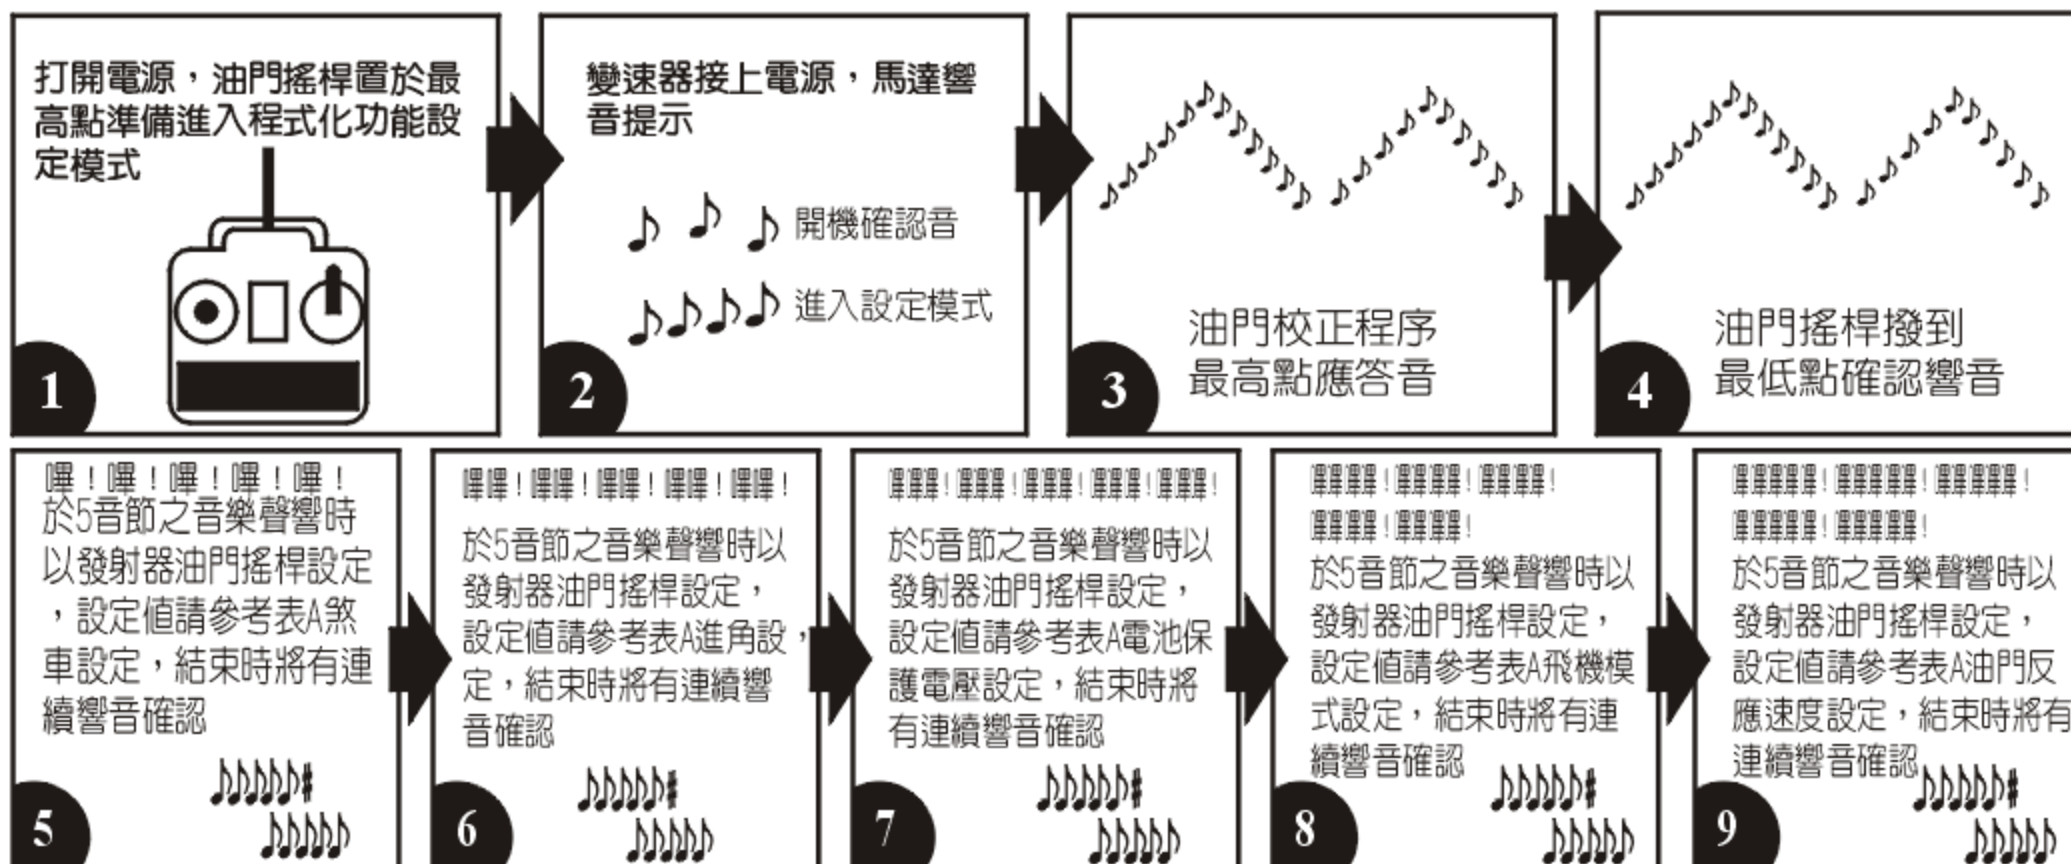 打開電源，油門搖桿置於最
高點準備進入程式化功能設
定模式
1
變速器接上電源，馬達響
音提示
開機確認音
進入設定模式
2
油門校正程序
最高點應答音
3
油門搖桿撥到
最低點確認響音
4
嗶！嗶！嗶！嗶！嗶！
於5音節之音樂聲響時
以發射器油門搖桿設定
，設定值請參考表A煞
車設定，結束時將有連
續響音確認
5
嗶嗶！嗶嗶！嗶嗶！嗶嗶！嗶嗶！
於5音節之音樂聲響時以
發射器油門搖桿設定，
設定值請參考表A進角設，
定，結束時將有連續響
音確認
6
嗶嗶嗶！嗶嗶嗶！嗶嗶嗶！嗶嗶嗶！嗶嗶嗶！
於5音節之音樂聲響時以
發射器油門搖桿設定，
設定值請參考表A電池保
護電壓設定，結束時將
有連續響音確認
7
嗶嗶嗶嗶！嗶嗶嗶嗶！嗶嗶嗶嗶！
嗶嗶嗶嗶！嗶嗶嗶嗶！
於5音節之音樂聲響時以
發射器油門搖桿設定，
設定值請參考表A飛機模
式設定，結束時將有連
續響音確認
8
嗶嗶嗶嗶嗶！嗶嗶嗶嗶嗶！嗶嗶嗶嗶嗶！
嗶嗶嗶嗶嗶！嗶嗶嗶嗶嗶！
於5音節之音樂聲響時以
發射器油門搖桿設定，
設定值請參考表A油門反
應速度設定，結束時將有
連續響音確認
9